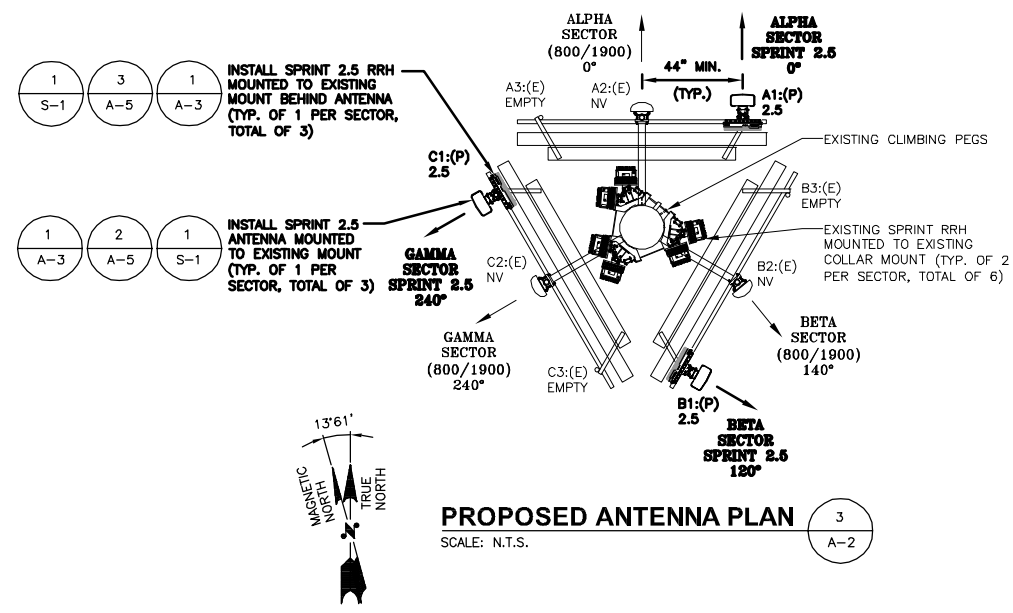 ALPHA
SECTOR
(800/1900)
0°
ALPHA
SECTOR
SPRINT 2.5
0°
44" MIN.
(TYP.)
1
S-1
3
A-5
1
A-3
INSTALL SPRINT 2.5 RRH
MOUNTED TO EXISTING
MOUNT BEHIND ANTENNA
(TYP. OF 1 PER SECTOR,
TOTAL OF 3)
A3:(E)
EMPTY
A2:(E)
NV
A1:(P)
2.5
EXISTING CLIMBING PEGS
C1:(P)
2.5
B3:(E)
EMPTY
1
A-3
2
A-5
1
S-1
INSTALL SPRINT 2.5
ANTENNA MOUNTED
TO EXISTING MOUNT
(TYP. OF 1 PER
SECTOR, TOTAL OF 3)
GAMMA
SECTOR
SPRINT 2.5
240°
C2:(E)
NV
EXISTING SPRINT RRH
MOUNTED TO EXISTING
COLLAR MOUNT (TYP. OF 2
PER SECTOR, TOTAL OF 6)
B2:(E)
NV
GAMMA
SECTOR
(800/1900)
240°
C3:(E)
EMPTY
BETA
SECTOR
(800/1900)
140°
B1:(P)
2.5
BETA
SECTOR
SPRINT 2.5
120°
13°61'
MAGNETIC
NORTH
TRUE
NORTH
N
PROPOSED ANTENNA PLAN
SCALE: N.T.S.
3
A-2